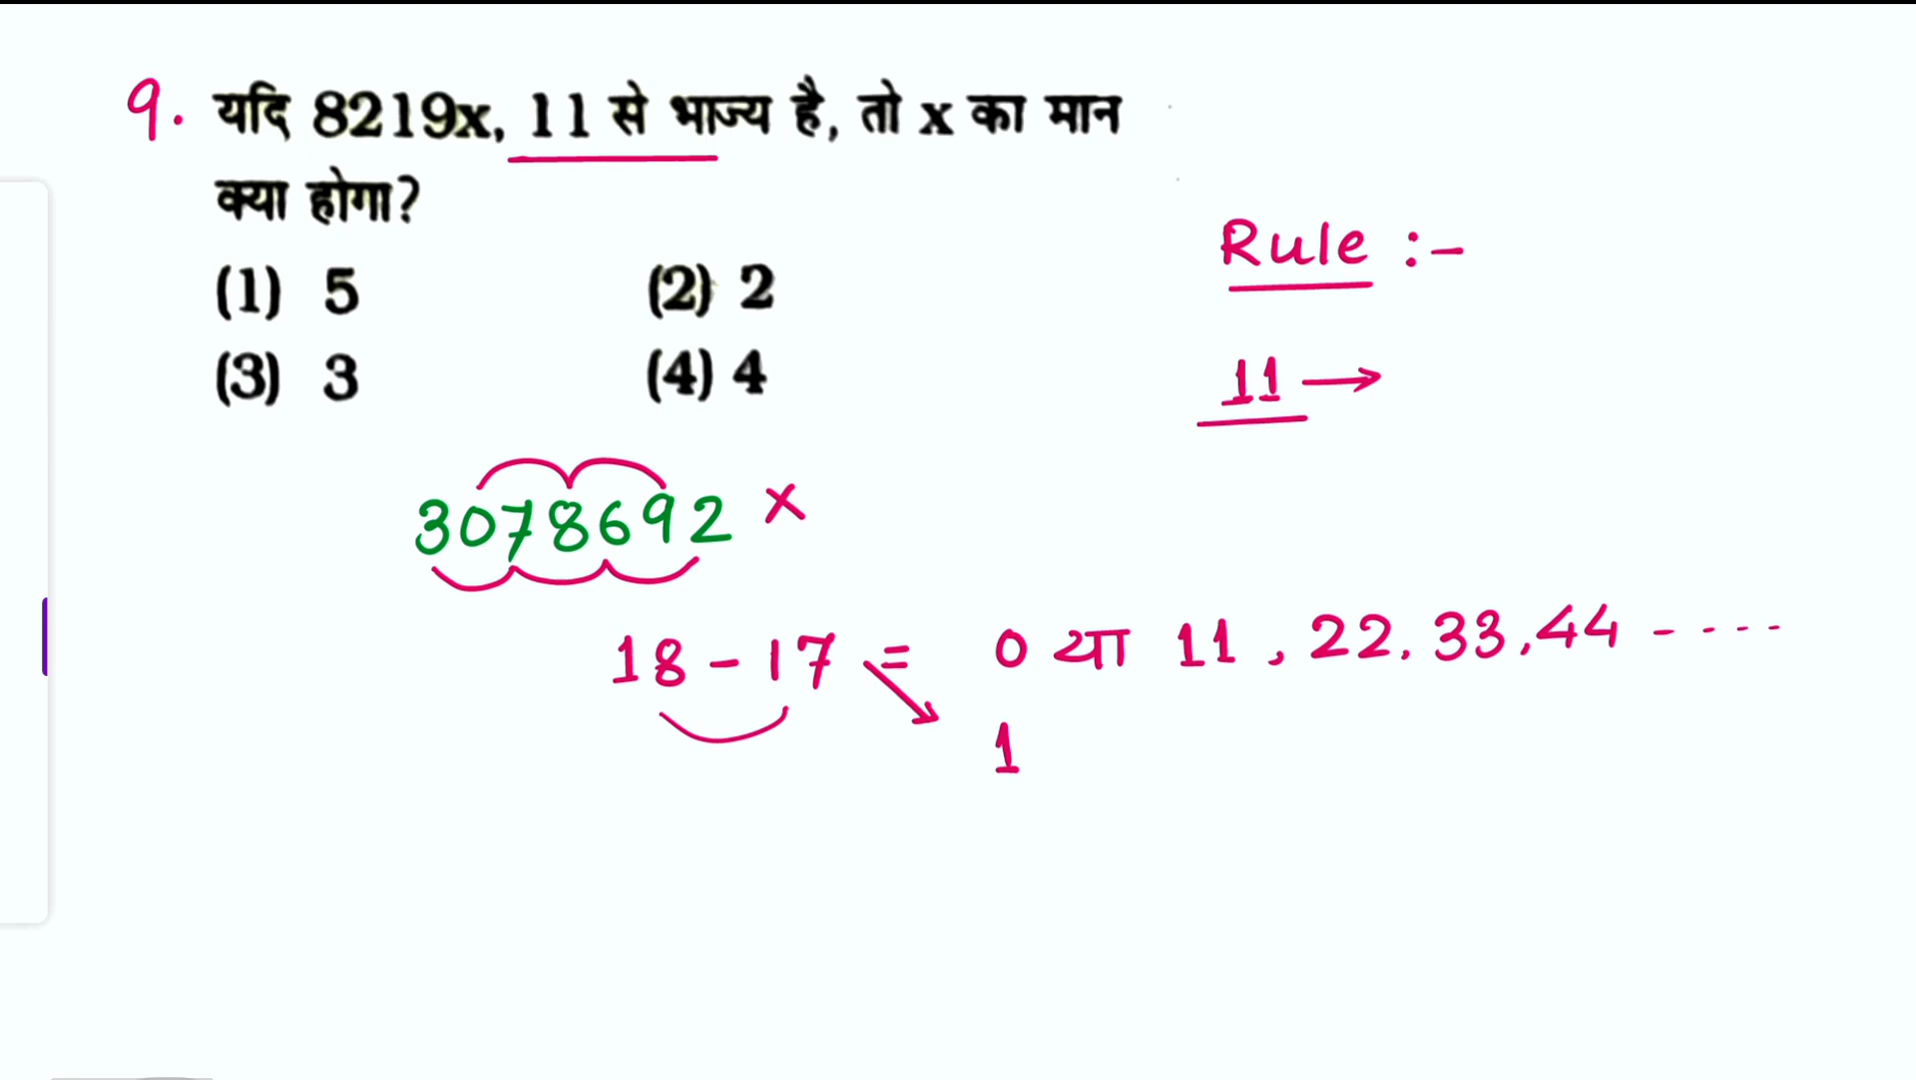 9. यदि 8219x, 11 से भाज्य है, तो x का मान
क्या होगा?
(1) 5 (2) 2
(3) 3 (4) 4
Rule :-
11 →
3078692 ×
18 - 17 = 0 या 11, 22, 33, 44 - - - -
1